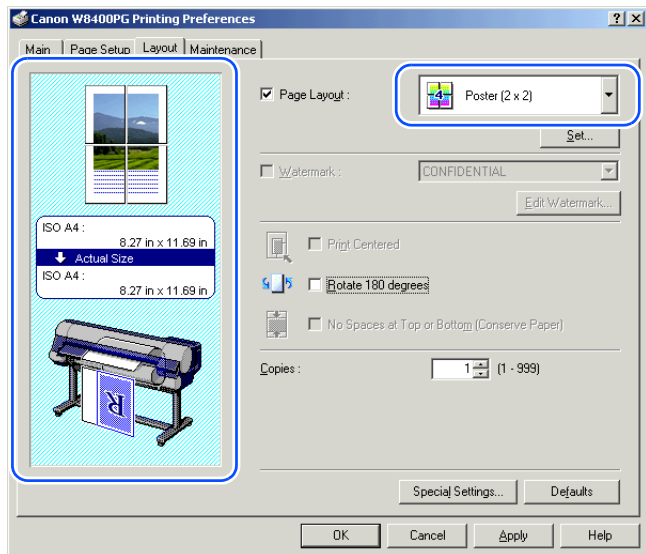 Canon W8400PG Printing Preferences
Main
Page Setup
Layout
Maintenance
ISO A4 :
8.27 in x 11.69 in
Actual Size
ISO A4 :
8.27 in x 11.69 in
R
Page Layout :
4
Poster (2 x 2)
Set...
Watermark :
CONFIDENTIAL
Edit Watermark...
Print Centered
Rotate 180 degrees
No Spaces at Top or Bottom (Conserve Paper)
Copies :
1
(1 - 999)
Special Settings...
Defaults
OK
Cancel
Apply
Help